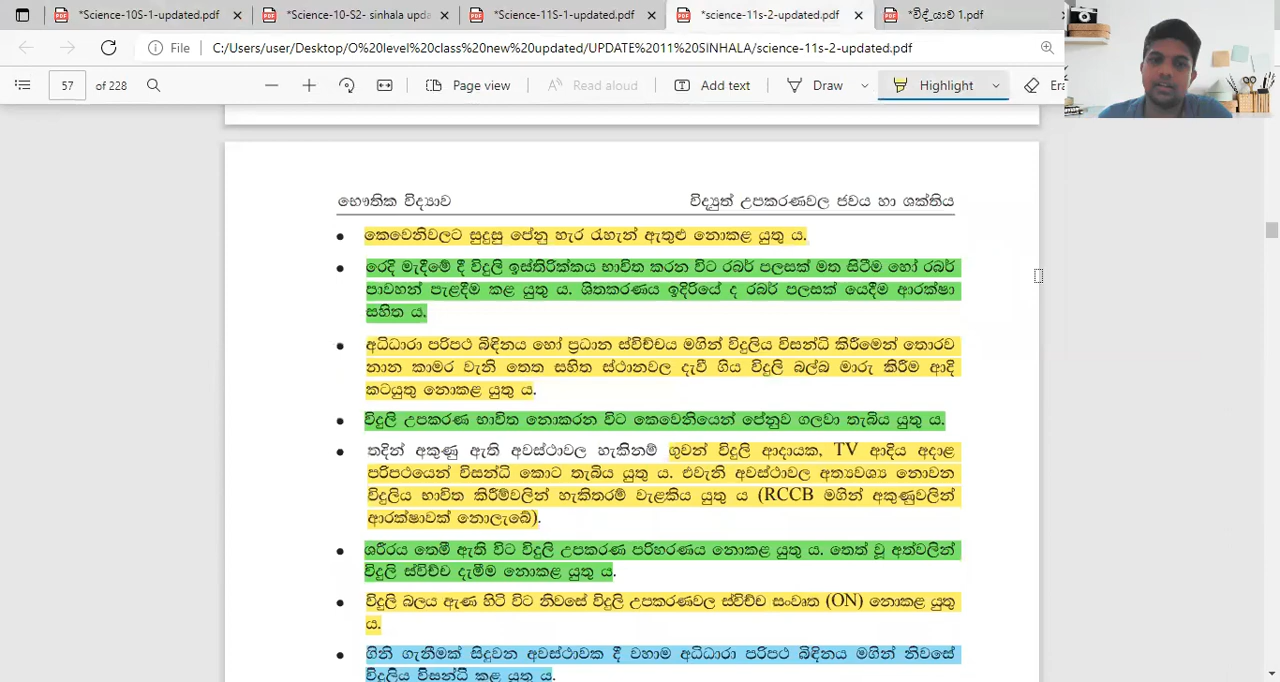 *Science-10S-1-updated.pdf
*Science-10-S2- sinhala upda
*Science-11S-1-updated.pdf
*science-11s-2-updated.pdf
File
C:/Users/user/Desktop/O%20level%20class%20new%20updated/UPDATE%2011%20SINHALA/science-11s-2-updated.pdf
57 of 228
Page view
Read aloud
Add text
Draw
Highlight
Era
භෞතික විද්‍යාව විද්‍යුත් උපකරණවල ජවය හා ශක්තිය
• කෙවෙනිවලට සුදුසු පේනු හැර රැහැන් ඇතුළු නොකළ යුතු ය.
• රෙදි මැදීමේ දී විදුලි ඉස්තිරික්කය භාවිත කරන විට රබර් පලසක් මත සිටීම හෝ රබර්
පාවහන් පැළඳීම කළ යුතු ය. ශීතකරණය ඉදිරියේ ද රබර් පලසක් යෙදීම ආරක්ෂා
සහිත ය.
• අධිධාරා පරිපථ බිඳිනය හෝ ප්‍රධාන ස්විච්චය මගින් විදුලිය විසන්ධි කිරීමෙන් තොරව
නාන කාමර වැනි තෙත සහිත ස්ථානවල දැවී ගිය විදුලි බල්බ මාරු කිරීම ආදි
කටයුතු නොකළ යුතු ය.
• විදුලි උපකරණ භාවිත නොකරන විට කෙවෙනියෙන් පේනුව ගලවා තැබිය යුතු ය.
• තදින් අකුණු ඇති අවස්ථාවල හැකිනම් ගුවන් විදුලි ආදායක, TV ආදිය අදාළ
පරිපථයෙන් විසන්ධි කොට තැබිය යුතු ය. එවැනි අවස්ථාවල අත්‍යවශ්‍ය නොවන
විදුලිය භාවිත කිරීම්වලින් හැකිතරම් වැළකිය යුතු ය (RCCB මගින් අකුණුවලින්
ආරක්ෂාවක් නොලැබේ).
• ශරීරය තෙමී ඇති විට විදුලි උපකරණ පරිහරණය නොකළ යුතු ය. තෙත් වූ අත්වලින්
විදුලි ස්විච්ච දැමීම නොකළ යුතු ය.
• විදුලි බලය ඇණ හිටි විට නිවසේ විදුලි උපකරණවල ස්විච්ච සංවෘත (ON) නොකළ යුතු
ය.
• ගිනි ගැනීමක් සිදුවන අවස්ථාවක දී වහාම අධිධාරා පරිපථ බිඳිනය මගින් නිවසේ
විදුලිය විසන්ධි කළ යුතු ය.